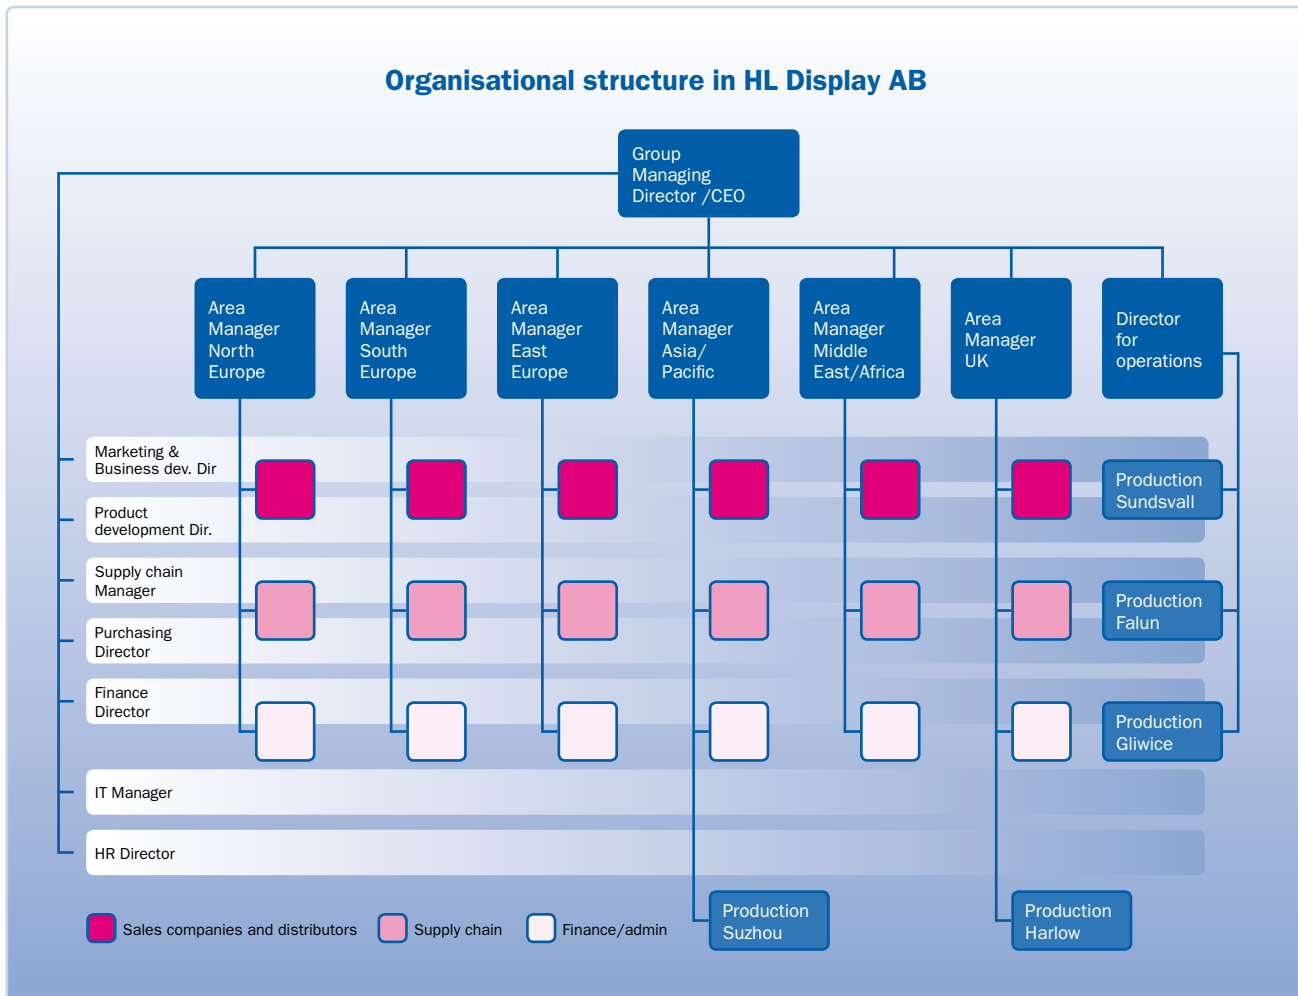 Organisational structure in HL Display AB
Group
Managing
Director /CEO
Area
Manager
North
Europe
Area
Manager
South
Europe
Area
Manager
East
Europe
Area
Manager
Asia/
Pacific
Area
Manager
Middle
East/Africa
Area
Manager
UK
Director
for
operations
Marketing &
Business dev. Dir
Product
development Dir.
Supply chain
Manager
Purchasing
Director
Finance
Director
IT Manager
HR Director
Production
Sundsvall
Production
Falun
Production
Gliwice
Production
Suzhou
Production
Harlow
Sales companies and distributors
Supply chain
Finance/admin